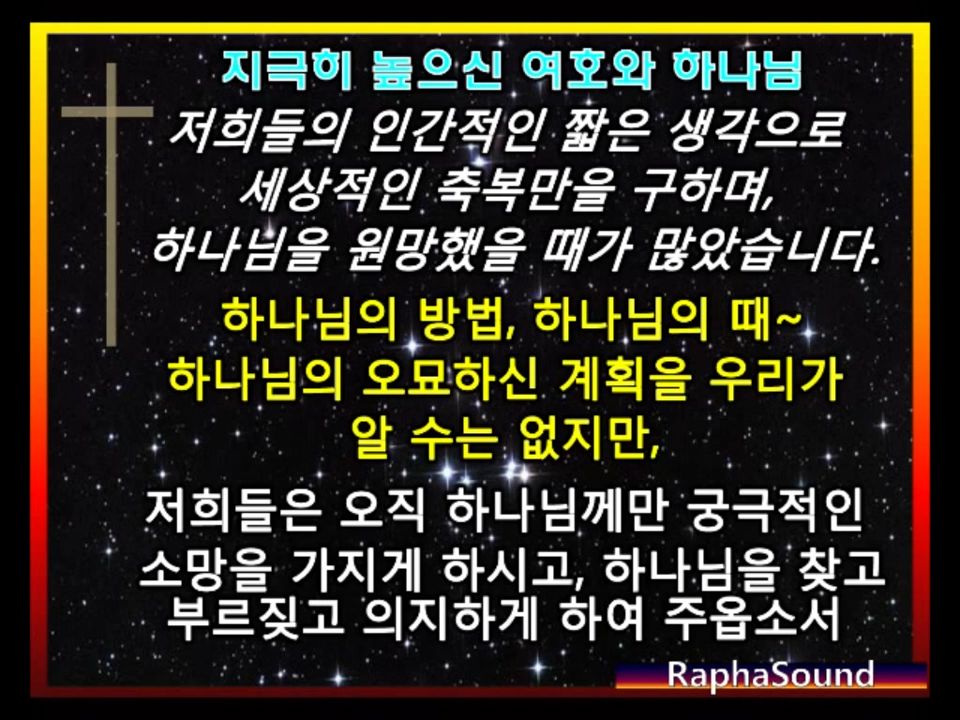 지극히 높으신 여호와 하나님
저희들의 인간적인 짧은 생각으로
세상적인 축복만을 구하며,
하나님을 원망했을 때가 많았습니다.
하나님의 방법, 하나님의 때~
하나님의 오묘하신 계획을 우리가
알 수는 없지만,
저희들은 오직 하나님께만 궁극적인
소망을 가지게 하시고, 하나님을 찾고
부르짖고 의지하게 하여 주옵소서
RaphaSound